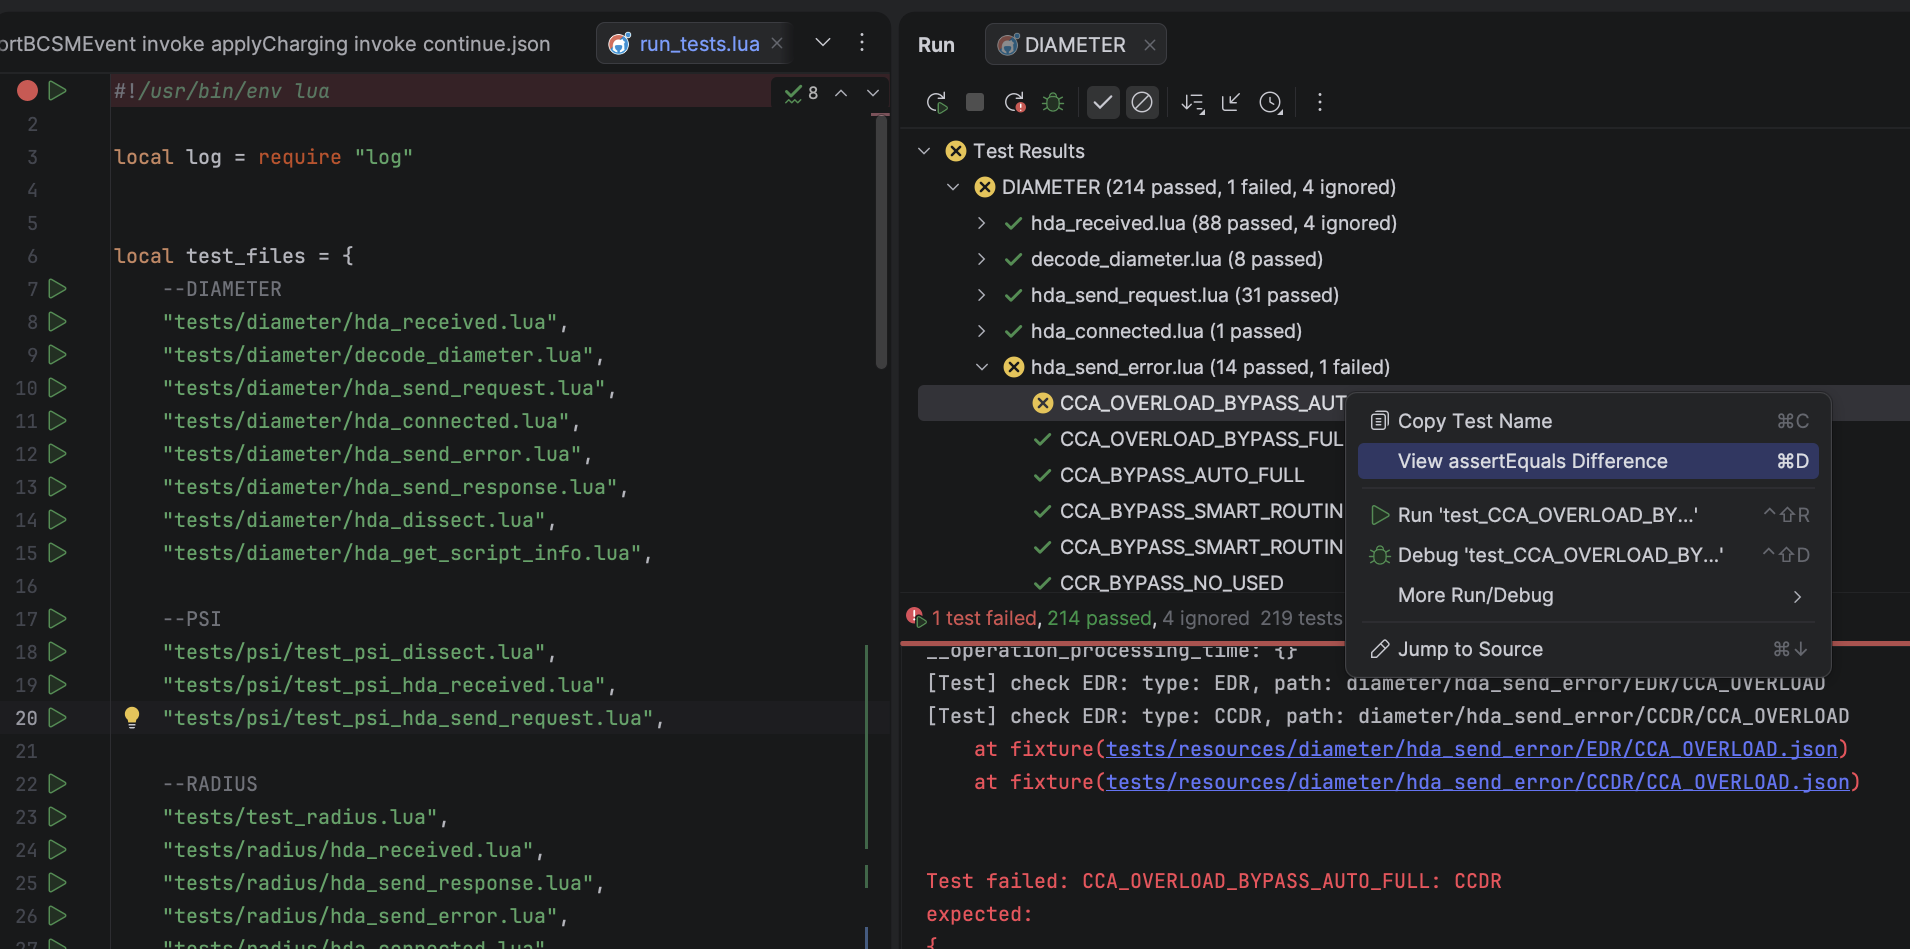 ortBCSMEvent invoke applyCharging invoke continue.json
run_tests.lua
#!/usr/bin/env lua
8
2
3 local log = require "log"
4
5
6 local test_files = {
7 --DIAMETER
8 "tests/diameter/hda_received.lua",
9 "tests/diameter/decode_diameter.lua",
10 "tests/diameter/hda_send_request.lua",
11 "tests/diameter/hda_connected.lua",
12 "tests/diameter/hda_send_error.lua",
13 "tests/diameter/hda_send_response.lua",
14 "tests/diameter/hda_dissect.lua",
15 "tests/diameter/hda_get_script_info.lua",
16
17 --PSI
18 "tests/psi/test_psi_dissect.lua",
19 "tests/psi/test_psi_hda_received.lua",
20 "tests/psi/test_psi_hda_send_request.lua",
21
22 --RADIUS
23 "tests/test_radius.lua",
24 "tests/radius/hda_received.lua",
25 "tests/radius/hda_send_response.lua",
26 "tests/radius/hda_send_error.lua",
27 "tests/radius/hda_connected.lua"
Run
DIAMETER
Test Results
DIAMETER (214 passed, 1 failed, 4 ignored)
hda_received.lua (88 passed, 4 ignored)
decode_diameter.lua (8 passed)
hda_send_request.lua (31 passed)
hda_connected.lua (1 passed)
hda_send_error.lua (14 passed, 1 failed)
CCA_OVERLOAD_BYPASS_AUT
CCA_OVERLOAD_BYPASS_FUL
CCA_BYPASS_AUTO_FULL
CCA_BYPASS_SMART_ROUTIN
CCA_BYPASS_SMART_ROUTIN
CCR_BYPASS_NO_USED
Copy Test Name ⌘C
View assertEquals Difference ⌘D
Run 'test_CCA_OVERLOAD_BY...' ^⇧R
Debug 'test_CCA_OVERLOAD_BY...' ^⇧D
More Run/Debug
Jump to Source ⌘↓
1 test failed, 214 passed, 4 ignored 219 tests
__operation_processing_time: {}
[Test] check EDR: type: EDR, path: diameter/hda_send_error/EDR/CCA_OVERLOAD
[Test] check EDR: type: CCDR, path: diameter/hda_send_error/CCDR/CCA_OVERLOAD
at fixture(tests/resources/diameter/hda_send_error/EDR/CCA_OVERLOAD.json)
at fixture(tests/resources/diameter/hda_send_error/CCDR/CCA_OVERLOAD.json)
Test failed: CCA_OVERLOAD_BYPASS_AUTO_FULL: CCDR
expected:
{